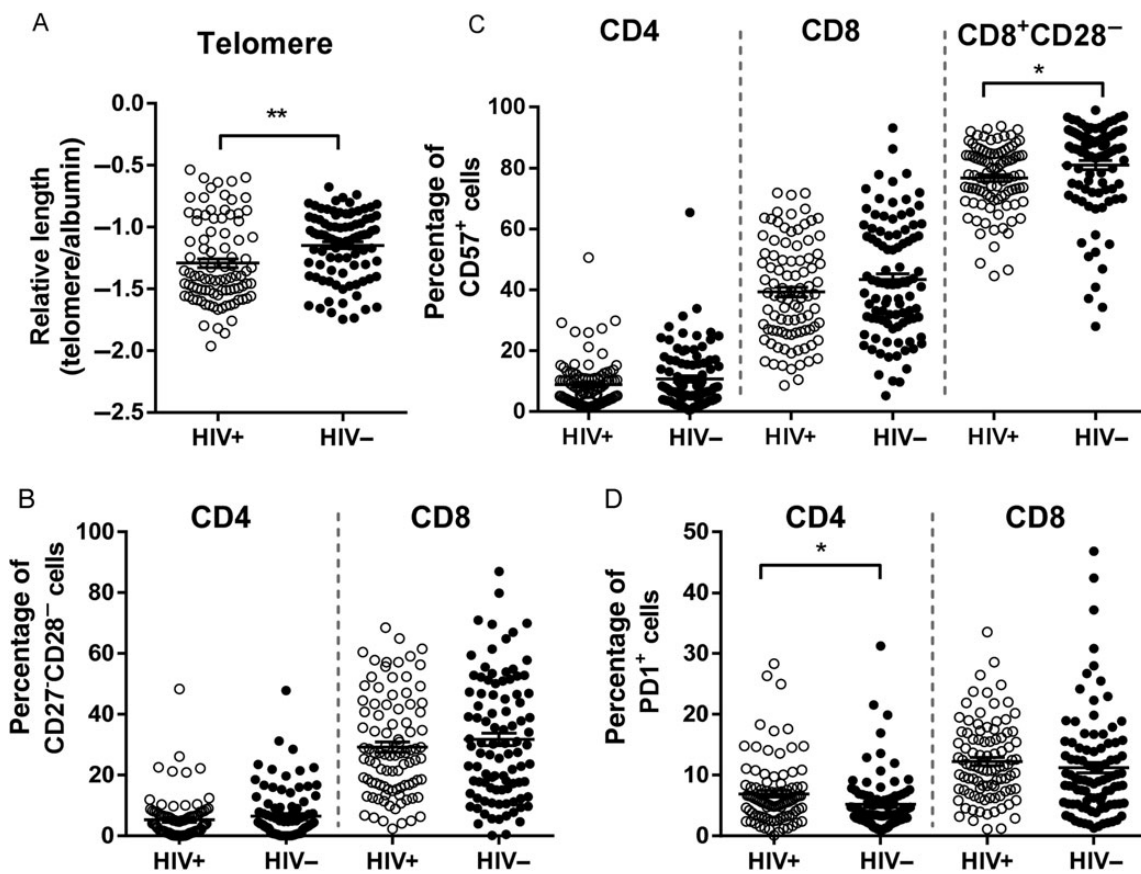 A
Telomere
**
0.0
–0.5
–1.0
–1.5
–2.0
–2.5
Relative length
(telomere/albumin)
HIV+ HIV–
C
CD4 CD8 CD8⁺CD28⁻
*
100
80
60
40
20
0
Percentage of
CD57⁺ cells
HIV+ HIV– HIV+ HIV– HIV+ HIV–
B
CD4 CD8
100
80
60
40
20
0
Percentage of
CD27⁻CD28⁻ cells
HIV+ HIV– HIV+ HIV–
D
CD4 CD8
*
50
40
30
20
10
0
Percentage of
PD1⁺ cells
HIV+ HIV– HIV+ HIV–